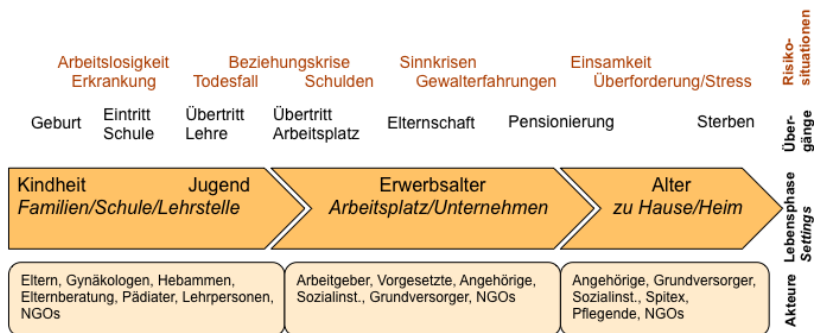 Arbeitslosigkeit Beziehungskrise Sinnkrisen Einsamkeit
Erkrankung Todesfall Schulden Gewalterfahrungen Überforderung/Stress
Risiko-
situationen
Geburt
Eintritt
Schule
Übertritt
Lehre
Übertritt
Arbeitsplatz
Elternschaft
Pensionierung
Sterben
Über-
gänge
Kindheit Jugend
Familien/Schule/Lehrstelle
Erwerbsalter
Arbeitsplatz/Unternehmen
Alter
zu Hause/Heim
Lebensphase
Settings
Eltern, Gynäkologen, Hebammen,
Elternberatung, Pädiater, Lehrpersonen,
NGOs
Arbeitgeber, Vorgesetzte, Angehörige,
Sozialinst., Grundversorger, NGOs
Angehörige, Grundversorger,
Sozialinst., Spitex,
Pflegende, NGOs
Akteure